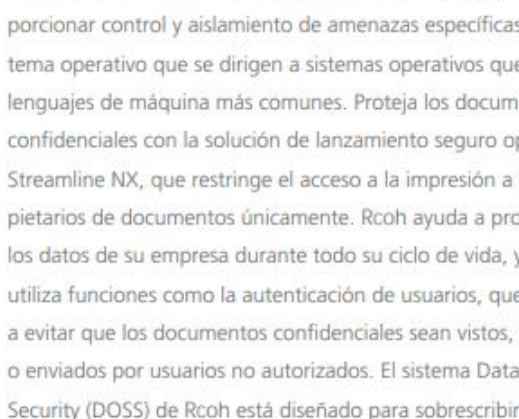 porcionar control y aislamiento de amenazas específicas
tema operativo que se dirigen a sistemas operativos que
lenguajes de máquina más comunes. Proteja los docum
confidenciales con la solución de lanzamiento seguro op
Streamline NX, que restringe el acceso a la impresión a
pietarios de documentos únicamente. Rcoh ayuda a pro
los datos de su empresa durante todo su ciclo de vida, y
utiliza funciones como la autenticación de usuarios, que
a evitar que los documentos confidenciales sean vistos,
o enviados por usuarios no autorizados. El sistema Data
Security (DOSS) de Rcoh está diseñado para sobrescribir